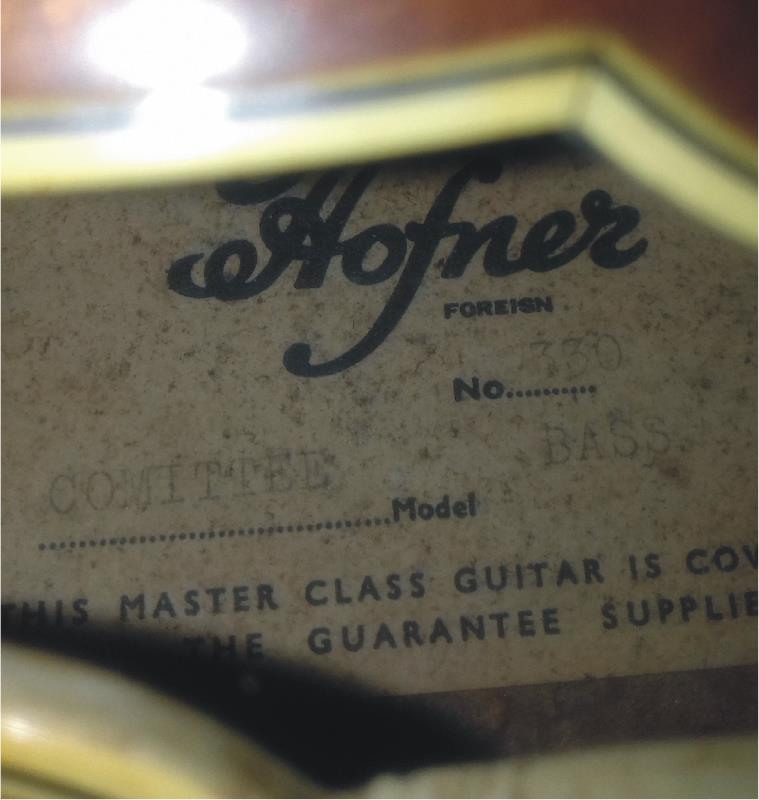 Hofner
FOREIGN
No..........330
COMITTEE BASS
..............................Model
THIS MASTER CLASS GUITAR IS COV
THE GUARANTEE SUPPLIE